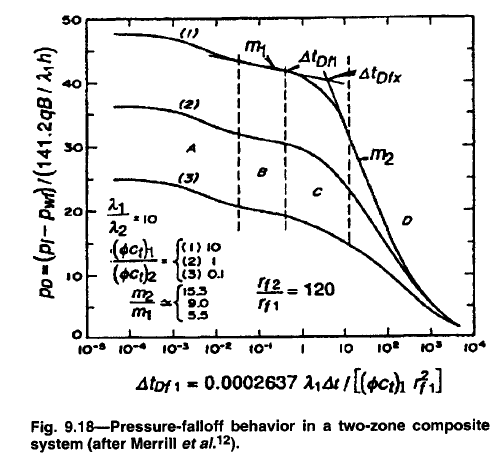 50
40
30
20
10
0
p_D = (p_i – p_wf)/(141.2qB/λ_1h)
(1)
m_1
Δt_Df1
Δt_Dfx
(2)
m_2
A
B
C
D
(3)
λ_1/λ_2 = 10
(φc_t)_1/(φc_t)_2 = { (1) 10
(2) 1
(3) 0.1
m_2/m_1 ≃ { 15.3
9.0
5.5
r_f2/r_f1 = 120
10^-5 10^-4 10^-3 10^-2 10^-1 1 10 10^2 10^3 10^4
Δt_Df1 = 0.0002637 λ_1Δt/[(φc_t)_1 r_f1^2]
Fig. 9.18—Pressure-falloff behavior in a two-zone composite
system (after Merrill et al.^12).